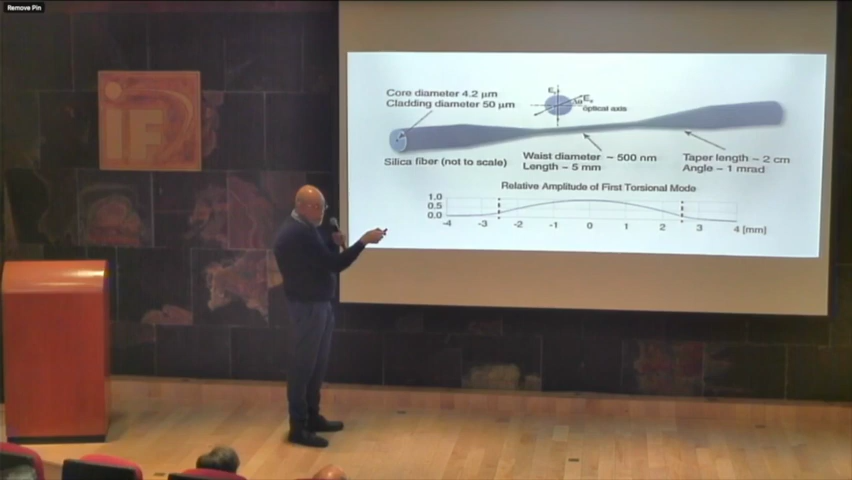 Remove Pin
IF
Core diameter 4.2 μm
Cladding diameter 50 μm
optical axis
Silica fiber (not to scale)
Waist diameter ~ 500 nm
Length ~ 5 mm
Taper length ~ 2 cm
Angle ~ 1 mrad
Relative Amplitude of First Torsional Mode
1.0
0.5
0.0
-4 -3 -2 -1 0 1 2 3 4 [mm]